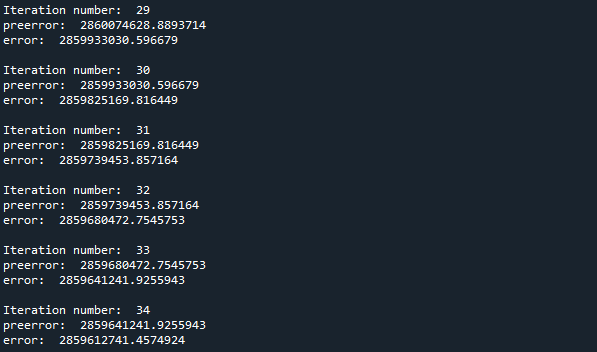 Iteration number:  29
preerror:  2860074628.8893714
error:  2859933030.596679
Iteration number:  30
preerror:  2859933030.596679
error:  2859825169.816449
Iteration number:  31
preerror:  2859825169.816449
error:  2859739453.857164
Iteration number:  32
preerror:  2859739453.857164
error:  2859680472.7545753
Iteration number:  33
preerror:  2859680472.7545753
error:  2859641241.9255943
Iteration number:  34
preerror:  2859641241.9255943
error:  2859612741.4574924